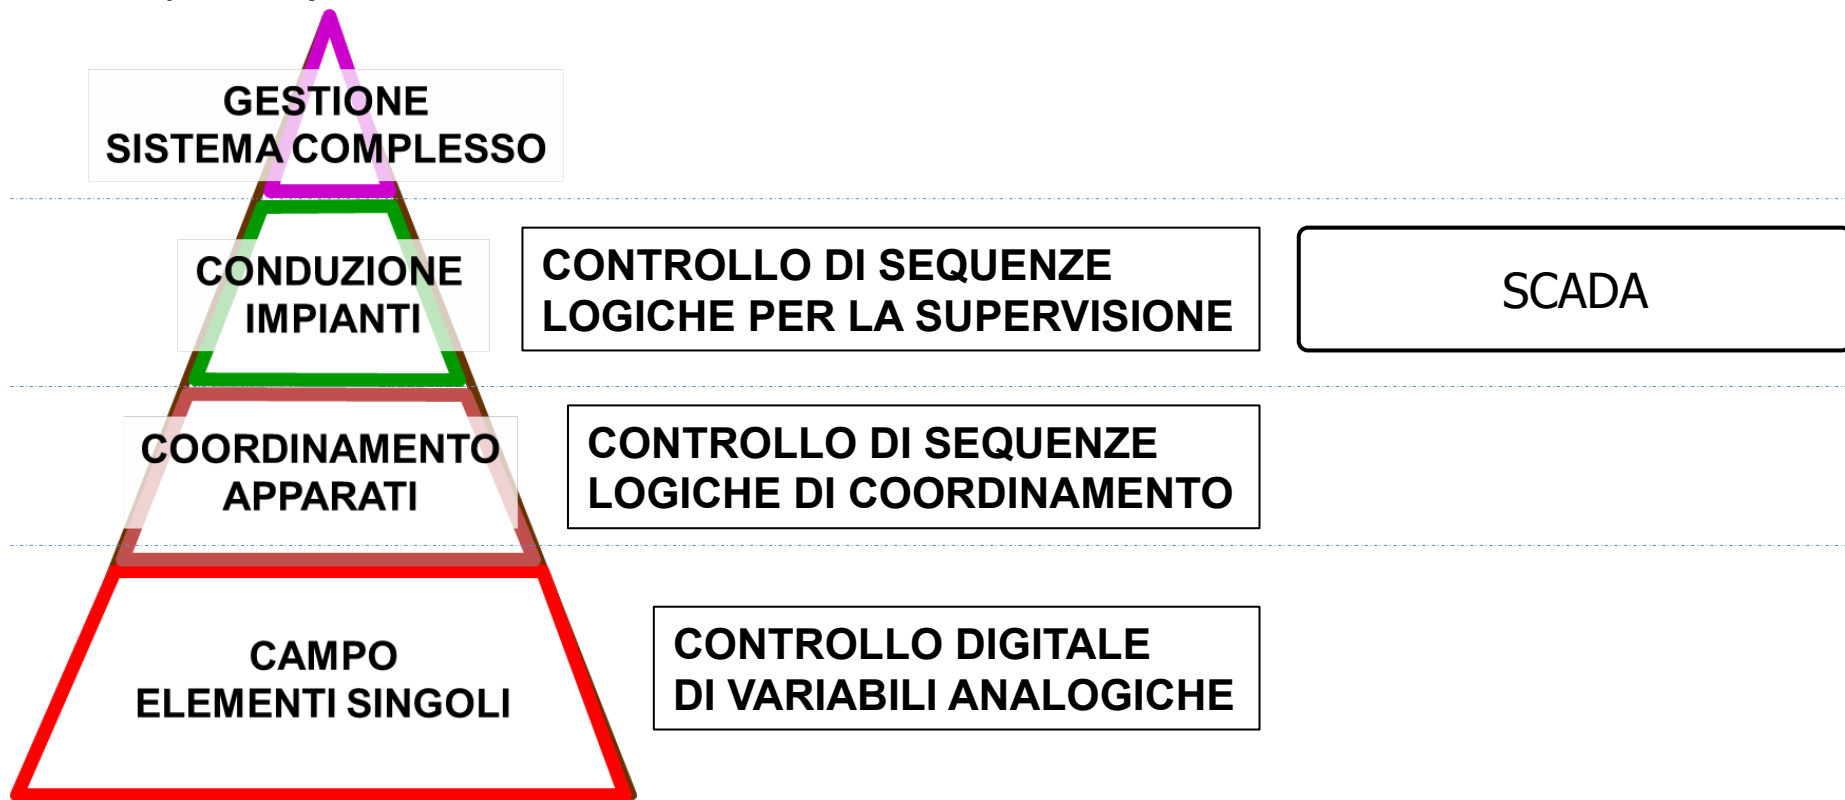 GESTIONE
SISTEMA COMPLESSO
CONDUZIONE
IMPIANTI
CONTROLLO DI SEQUENZE
LOGICHE PER LA SUPERVISIONE
SCADA
COORDINAMENTO
APPARATI
CONTROLLO DI SEQUENZE
LOGICHE DI COORDINAMENTO
CAMPO
ELEMENTI SINGOLI
CONTROLLO DIGITALE
DI VARIABILI ANALOGICHE